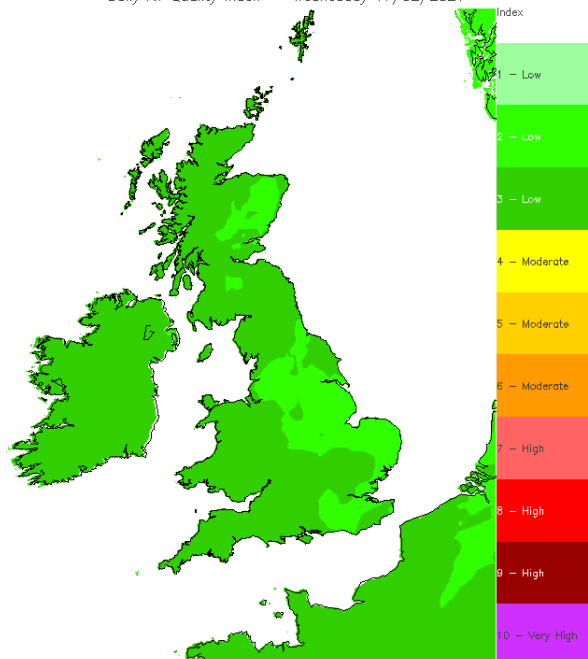 Index
1 - Low
2 - Low
3 - Low
4 - Moderate
5 - Moderate
6 - Moderate
7 - High
8 - High
9 - High
10 - Very High